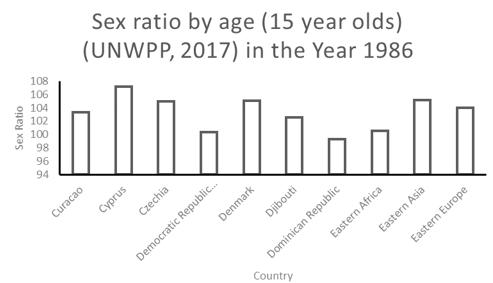 Sex ratio by age (15 year olds)
(UNWPP, 2017) in the Year 1986
108
106
104
102
100
98
96
94
Sex Ratio
Curacao
Cyprus
Czechia
Democratic Republic...
Denmark
Djibouti
Dominican Republic
Eastern Africa
Eastern Asia
Eastern Europe
Country